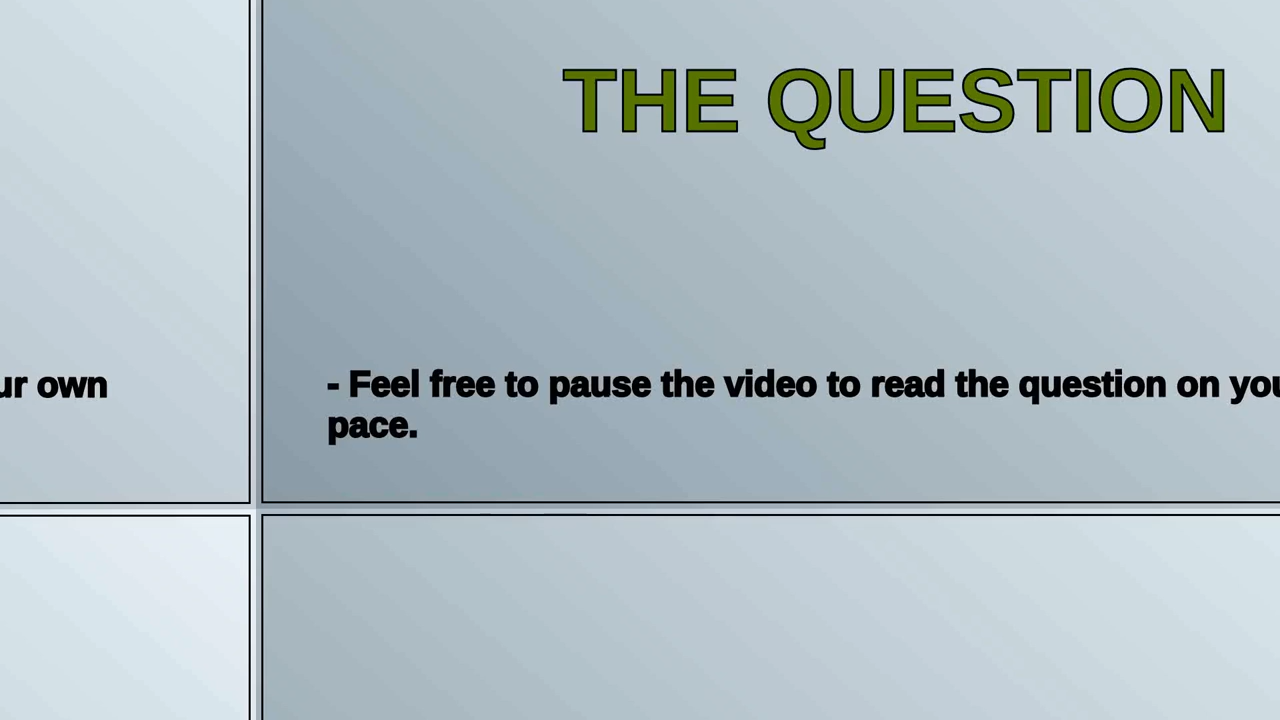 THE QUESTION
ur own
- Feel free to pause the video to read the question on you
pace.